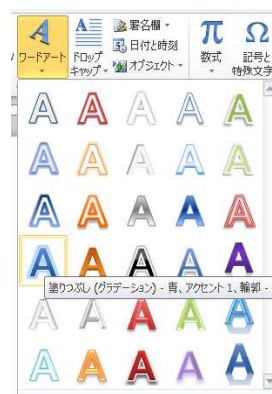 ワードアート
ドロップ
キャップ
署名欄
日付と時刻
オブジェクト
π
数式
Ω
記号と
特殊文字
塗りつぶし (グラデーション) - 青、アクセント 1、輪郭 -